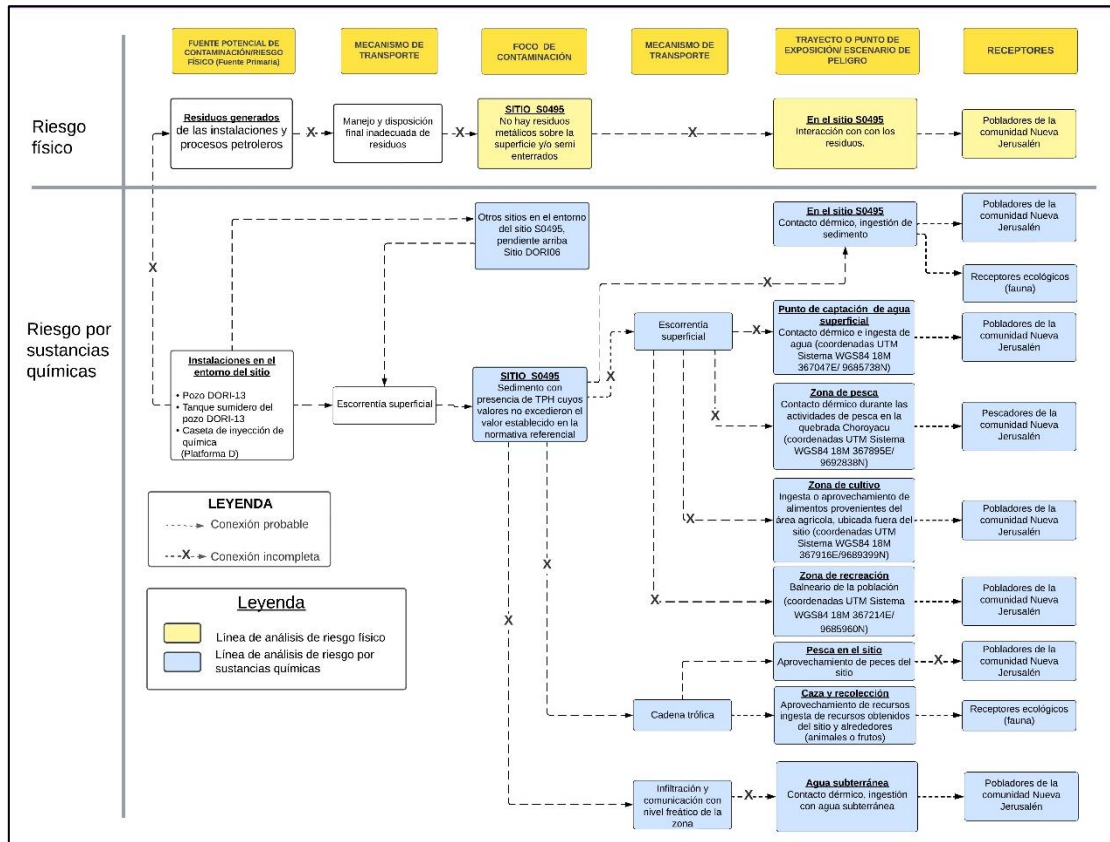 FUENTE POTENCIAL DE
CONTAMINACIÓN/RIESGO
FÍSICO (Fuente Primaria)
MECANISMO DE
TRANSPORTE
FOCO DE
CONTAMINACIÓN
MECANISMO DE
TRANSPORTE
TRAYECTO O PUNTO DE
EXPOSICIÓN/ ESCENARIO DE
PELIGRO
RECEPTORES
Riesgo
físico
Residuos generados
de las instalaciones y
procesos petroleros
X
Manejo y disposición
final inadecuada de
residuos
X
SITIO S0495
No hay residuos
metálicos sobre la
superficie y/o semi
enterrados
X
En el sitio S0495
Interacción con con los
residuos.
Pobladores de la
comunidad Nueva
Jerusalén
X
Riesgo por
sustancias
químicas
Otros sitios en el entorno
del sitio S0495,
pendiente arriba
Sitio DORI06
En el sitio S0495
Contacto dérmico, ingestión de
sedimento
Pobladores de la
comunidad Nueva
Jerusalén
Receptores ecológicos
(fauna)
X
Instalaciones en el
entorno del sitio
• Pozo DORI-13
• Tanque sumidero del
pozo DORI-13
• Caseta de inyección de
química
(Plataforma D)
Escorrentía superficial
SITIO S0495
Sedimento con
presencia de TPH cuyos
valores no excedieron el
valor establecido en la
normativa referencial
X
Escorrentía
superficial
X
Punto de captación de agua
superficial
Contacto dérmico e ingesta de
agua (coordenadas UTM
Sistema WGS84 18M
367047E/ 9685738N)
Pobladores de la
comunidad Nueva
Jerusalén
X
Zona de pesca
Contacto dérmico durante las
actividades de pesca en la
quebrada Choroyacu
(coordenadas UTM Sistema
WGS84 18M 367895E/
9692838N)
Pescadores de la
comunidad Nueva
Jerusalén
X
Zona de cultivo
Ingesta o aprovechamiento de
alimentos provenientes del
área agrícola, ubicada fuera del
sitio (coordenadas UTM
Sistema WGS84 18M
367916E/9689399N)
Pobladores de la
comunidad Nueva
Jerusalén
X
Zona de recreación
Balneario de la población
(coordenadas UTM Sistema
WGS84 18M 367214E/
9685960N)
Pobladores de la
comunidad Nueva
Jerusalén
X
X
Pesca en el sitio
Aprovechamiento de peces del
sitio
X
Pobladores de la
comunidad Nueva
Jerusalén
Cadena trófica
Caza y recolección
Aprovechamiento de recursos
ingesta de recursos obtenidos
del sitio y alrededores
(animales o frutos)
Receptores ecológicos
(fauna)
Infiltración y
comunicación con
nivel freático de la
zona
X
Agua subterránea
Contacto dérmico, ingestión
con agua subterránea
Pobladores de la
comunidad Nueva
Jerusalén
LEYENDA
Conexión probable
X Conexión incompleta
Leyenda
Línea de análisis de riesgo físico
Línea de análisis de riesgo por
sustancias químicas